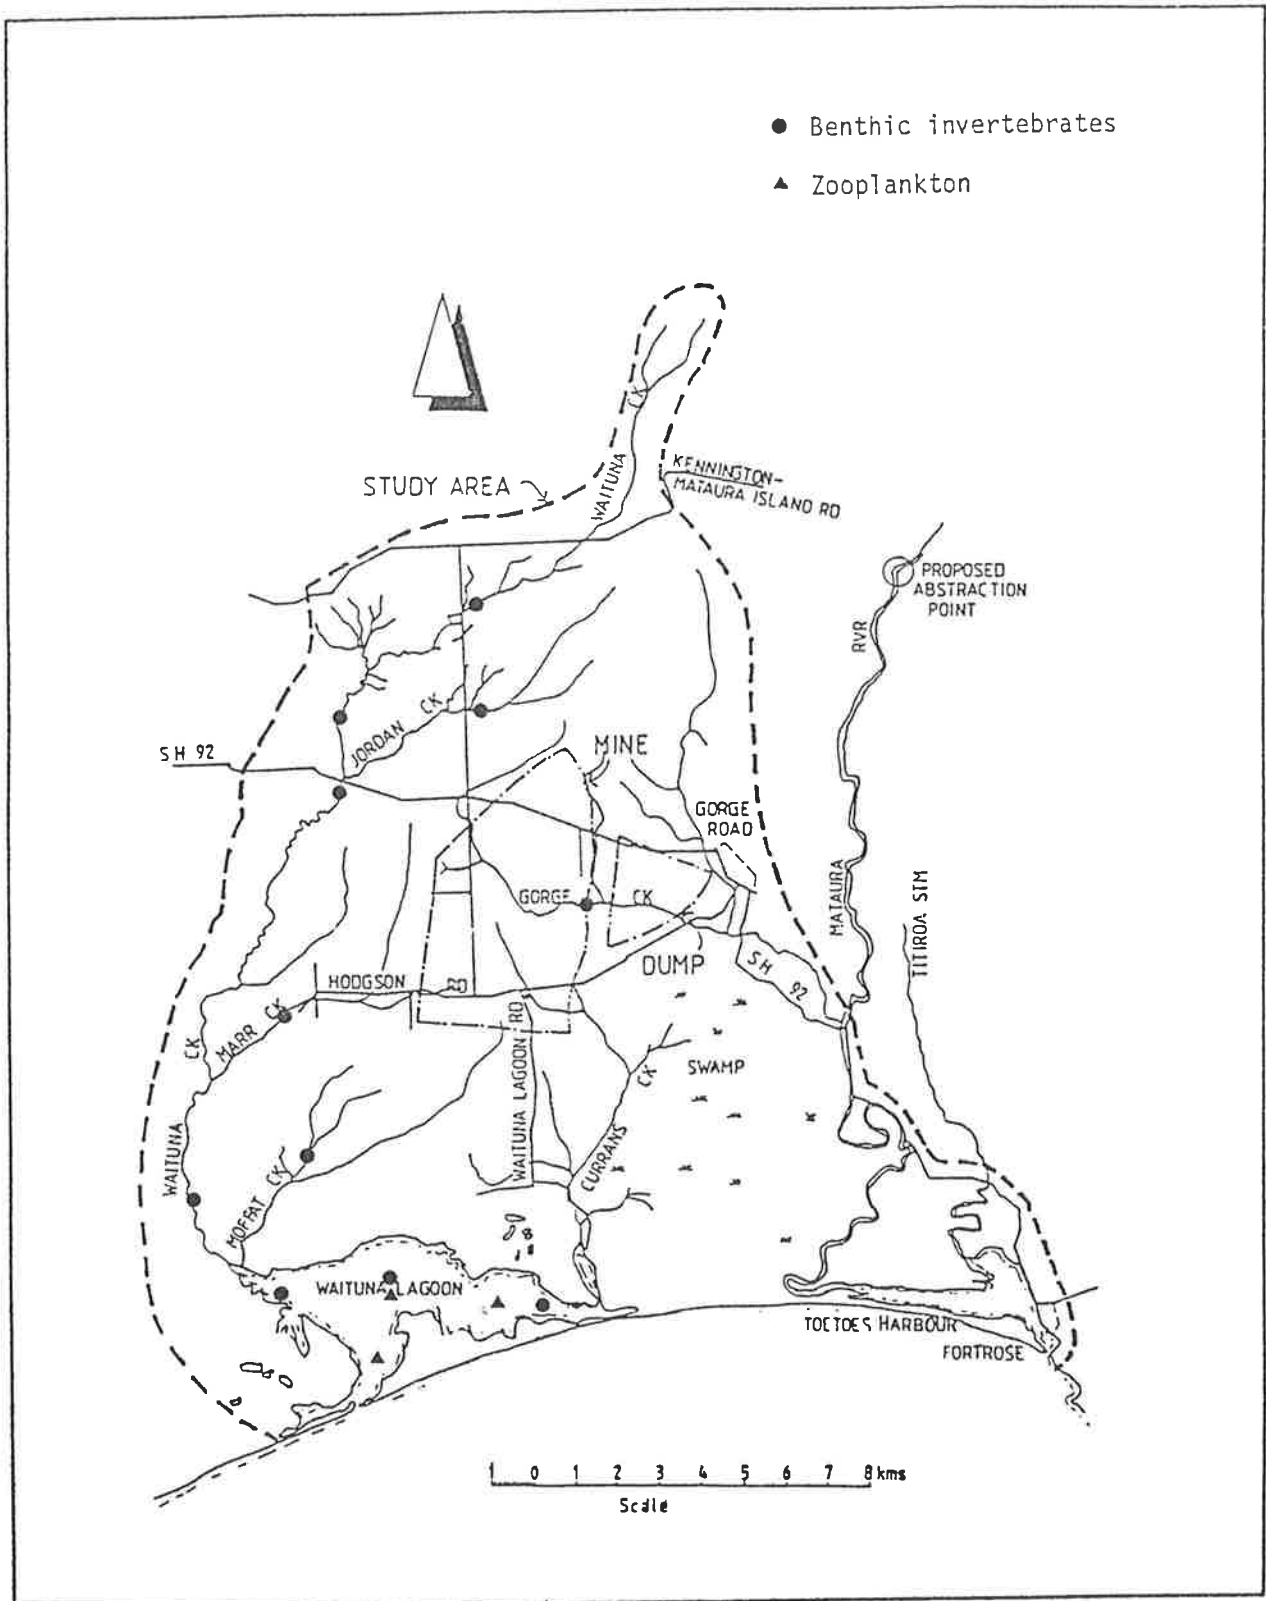 Benthic invertebrates
Zooplankton
STUDY AREA
WAITUNA CK
KENNINGTON-
MATAURA ISLAND RD
PROPOSED
ABSTRACTION
POINT
RVR
MATAURA
TITIROA STM
JORDAN CK
SH 92
MINE
GORGE
ROAD
GORGE CK
DUMP
SH 92
HODGSON RD
MARR CK
WAITUNA CK
WAITUNA LAGOON RD
SWAMP
CURRANS CK
MOFFAT CK
WAITUNA LAGOON
TOETOES HARBOUR
FORTROSE
1 0 1 2 3 4 5 6 7 8 kms
Scale